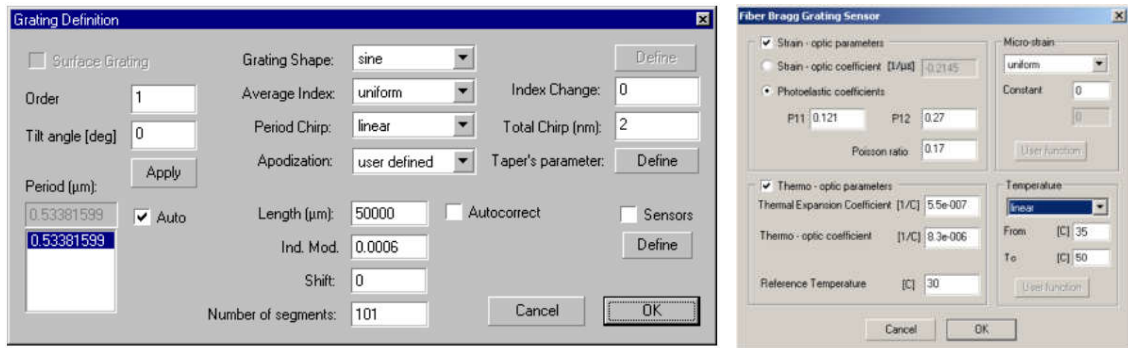 Grating Definition
Surface Grating
Grating Shape: sine Define
Order 1
Average Index: uniform Index Change: 0
Tilt angle [deg] 0
Period Chirp: linear Total Chirp (nm): 2
Apply
Apodization: user defined Taper's parameter: Define
Period (µm):
0.53381599 Auto
0.53381599
Length (µm): 50000 Autocorrect Sensors
Ind. Mod. 0.0006 Define
Shift: 0
Number of segments: 101
Cancel OK
Fiber Bragg Grating Sensor
Strain - optic parameters
Strain - optic coefficient [1/µε] -0.2145
Photoelastic coefficients
P11 0.121 P12 0.27
Poisson ratio 0.17
Micro-strain
uniform
Constant 0
0
User function
Thermo - optic parameters
Thermal Expansion Coefficient [1/C] 5.5e-007
Thermo - optic coefficient [1/C] 8.3e-006
Reference Temperature [C] 30
Temperature
linear
From [C] 35
To [C] 50
User function
Cancel OK